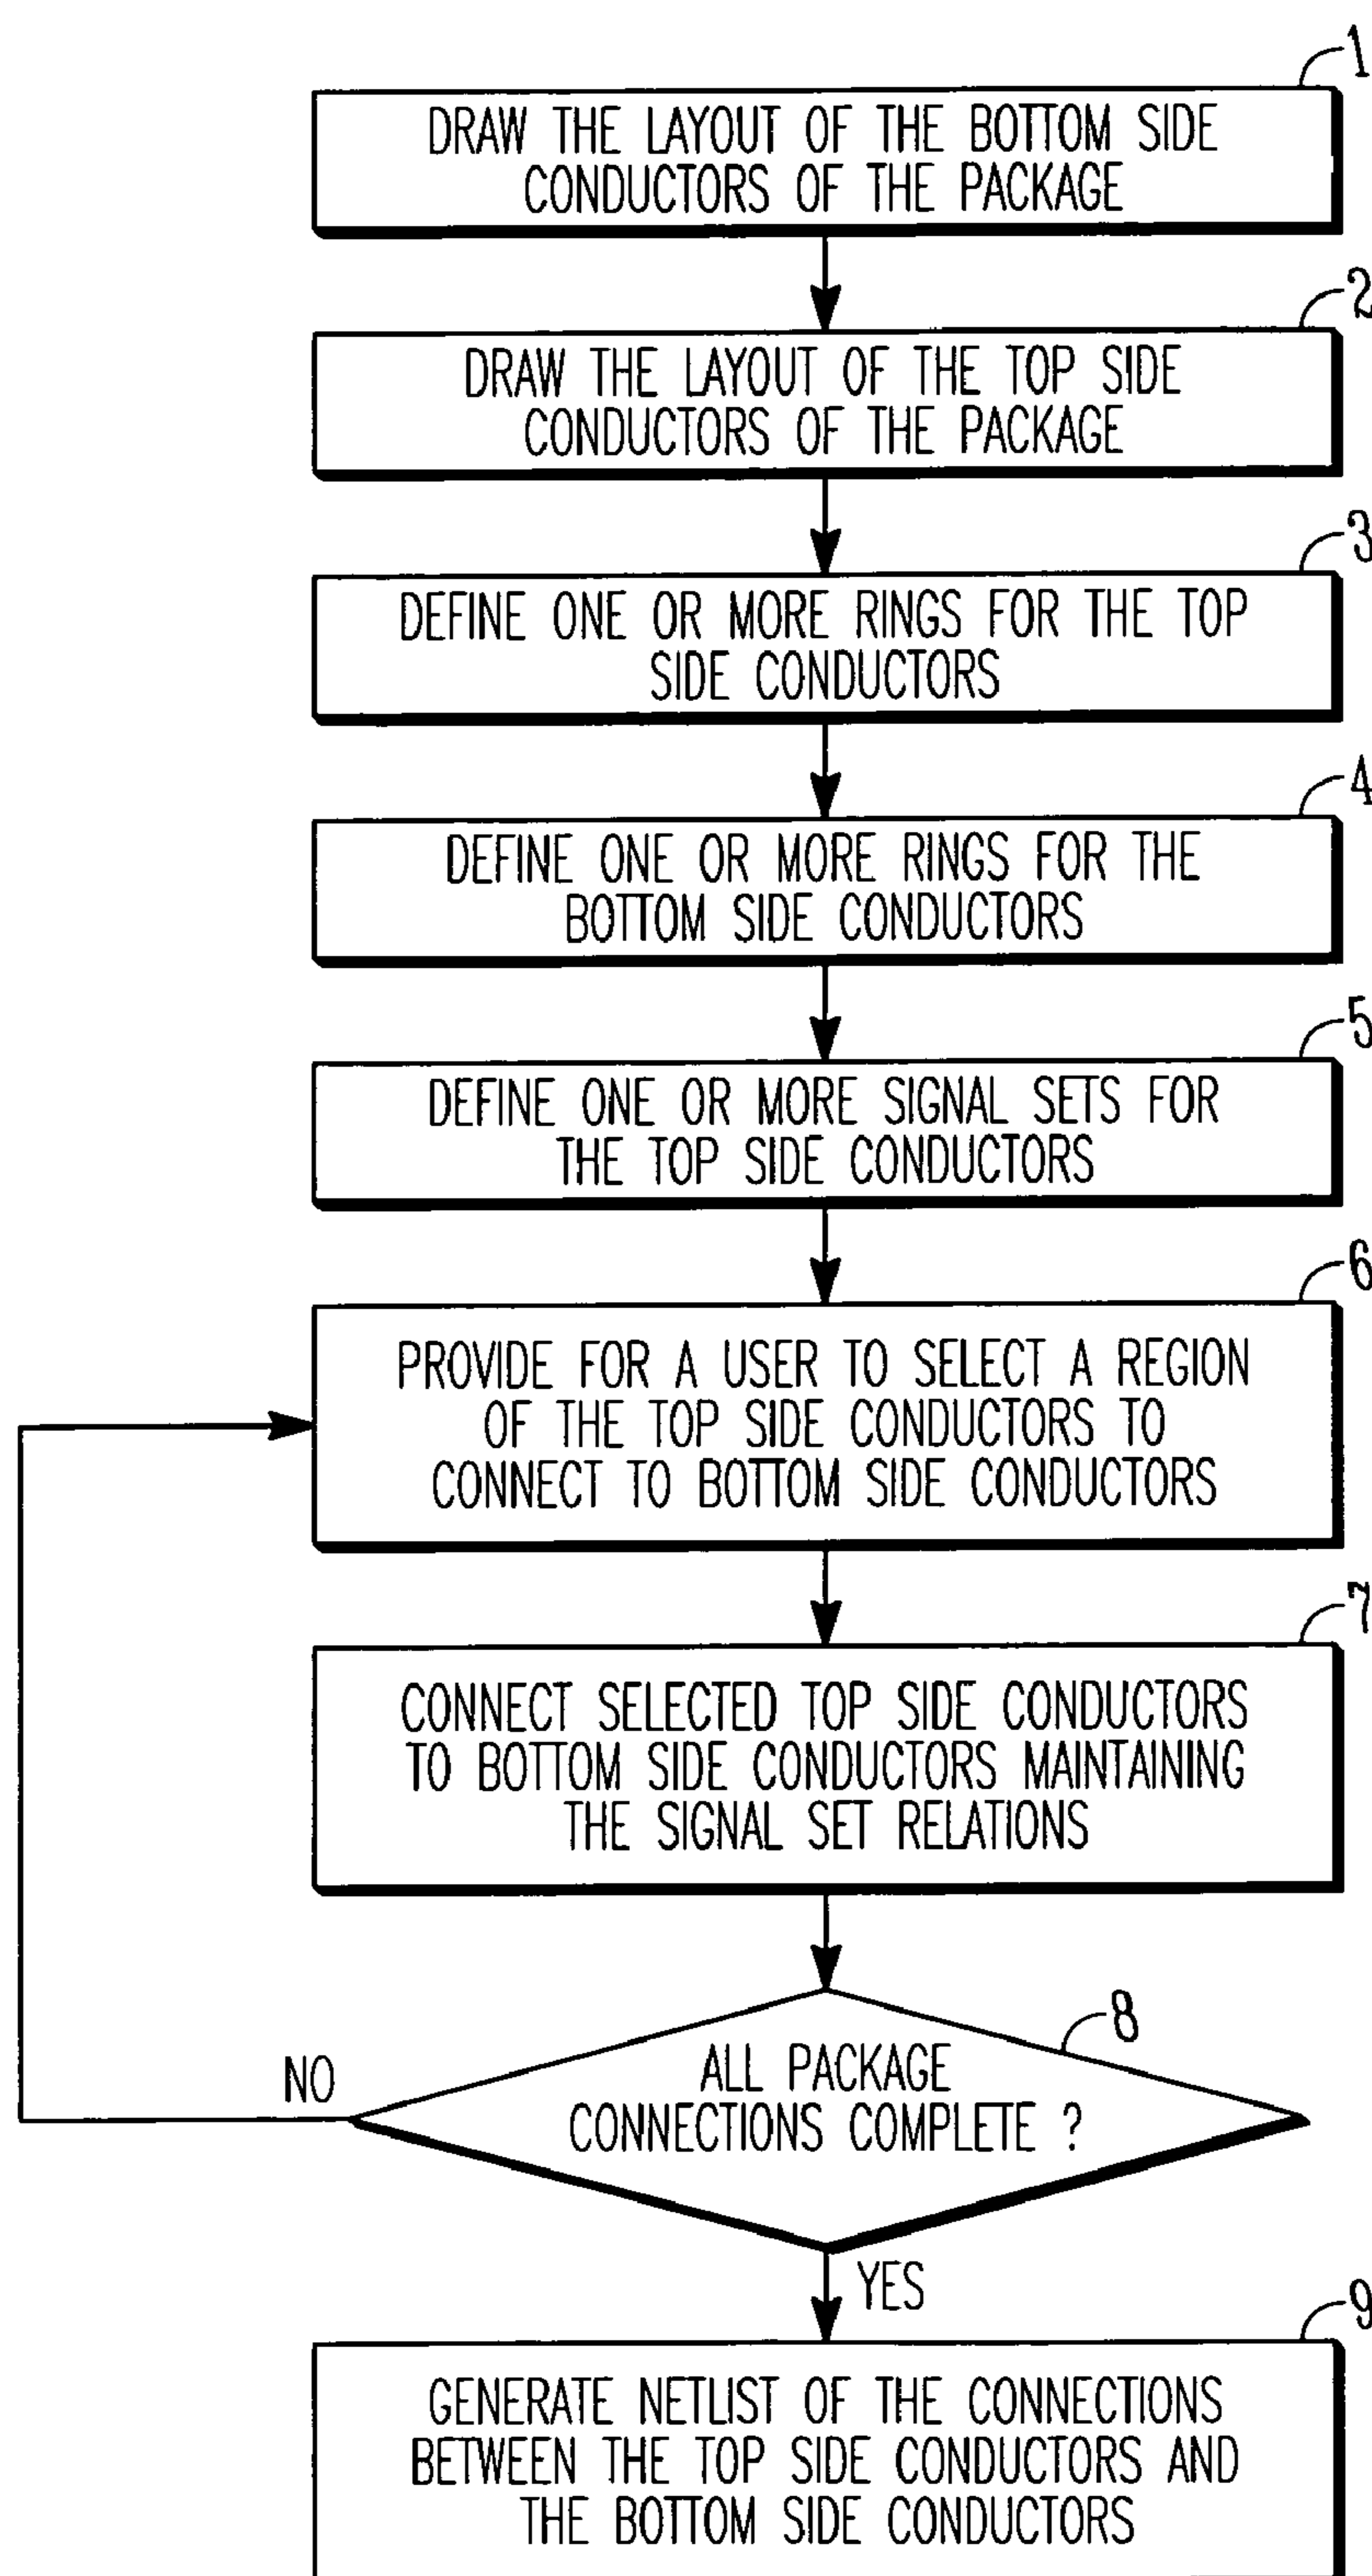 1
DRAW THE LAYOUT OF THE BOTTOM SIDE
CONDUCTORS OF THE PACKAGE
2
DRAW THE LAYOUT OF THE TOP SIDE
CONDUCTORS OF THE PACKAGE
3
DEFINE ONE OR MORE RINGS FOR THE TOP
SIDE CONDUCTORS
4
DEFINE ONE OR MORE RINGS FOR THE
BOTTOM SIDE CONDUCTORS
5
DEFINE ONE OR MORE SIGNAL SETS FOR
THE TOP SIDE CONDUCTORS
6
PROVIDE FOR A USER TO SELECT A REGION
OF THE TOP SIDE CONDUCTORS TO
CONNECT TO BOTTOM SIDE CONDUCTORS
7
CONNECT SELECTED TOP SIDE CONDUCTORS
TO BOTTOM SIDE CONDUCTORS MAINTAINING
THE SIGNAL SET RELATIONS
8
ALL PACKAGE
CONNECTIONS COMPLETE ?
NO
YES
9
GENERATE NETLIST OF THE CONNECTIONS
BETWEEN THE TOP SIDE CONDUCTORS AND
THE BOTTOM SIDE CONDUCTORS